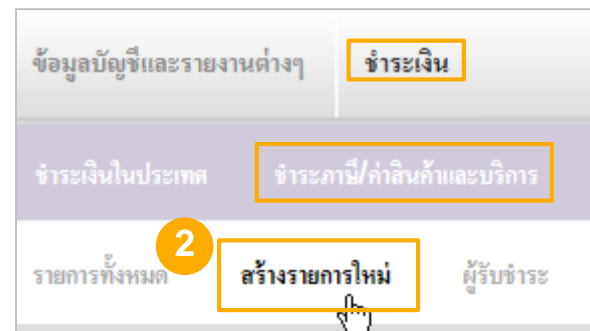 ข้อมูลบัญชีและรายงานต่างๆ ชำระเงิน
ชำระเงินในประเทศ ชำระภาษี/ค่าสินค้าและบริการ
2
รายการทั้งหมด สร้างรายการใหม่ ผู้รับชำระ